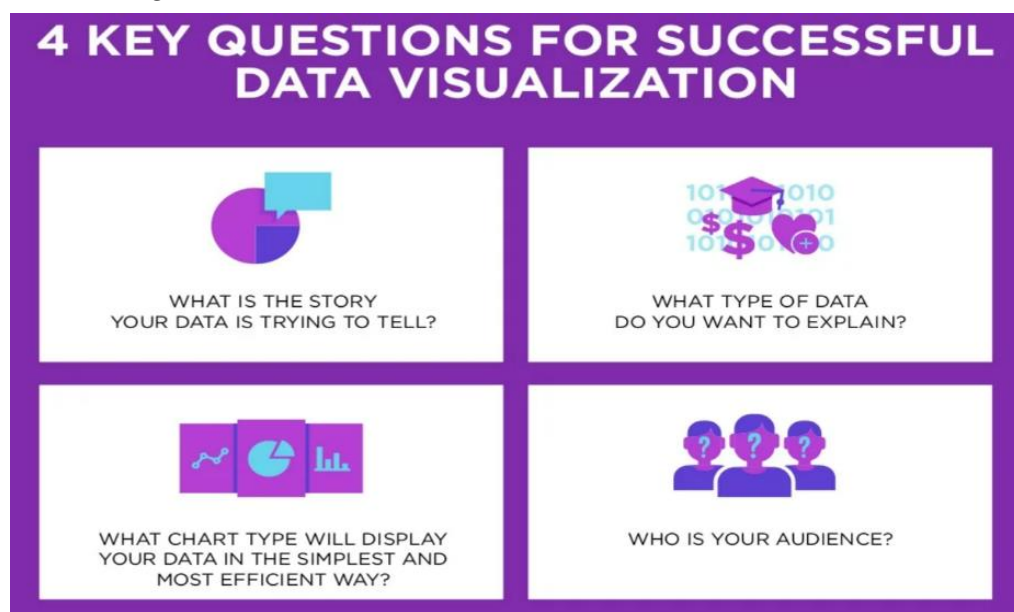 4 KEY QUESTIONS FOR SUCCESSFUL
DATA VISUALIZATION
WHAT IS THE STORY
YOUR DATA IS TRYING TO TELL?
WHAT TYPE OF DATA
DO YOU WANT TO EXPLAIN?
WHAT CHART TYPE WILL DISPLAY
YOUR DATA IN THE SIMPLEST AND
MOST EFFICIENT WAY?
? ? ?
WHO IS YOUR AUDIENCE?